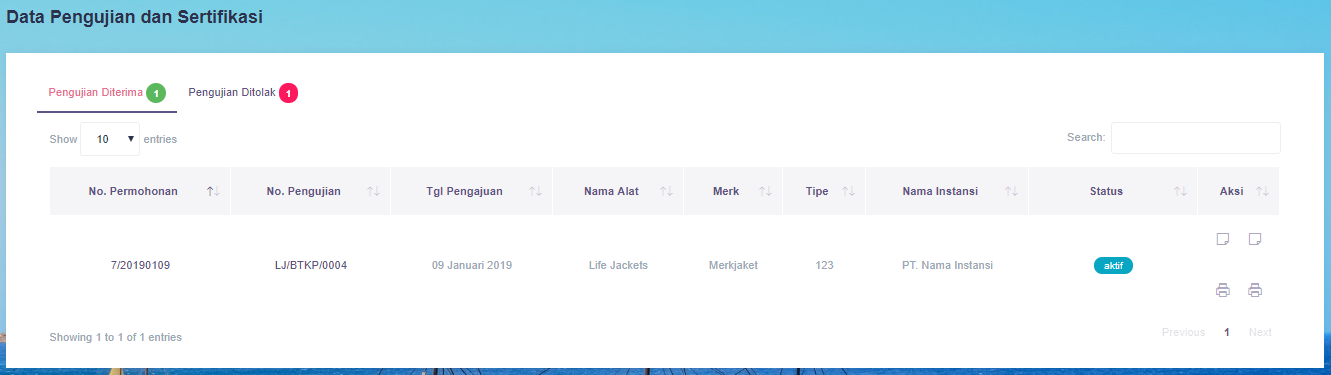 Data Pengujian dan Sertifikasi
Pengujian Diterima 1 Pengujian Ditolak 1
Show 10 entries Search:
No. Permohonan No. Pengujian Tgl Pengajuan Nama Alat Merk Tipe Nama Instansi Status Aksi
7/20190109 LJ/BTKP/0004 09 Januari 2019 Life Jackets Merkjaket 123 PT. Nama Instansi aktif
Showing 1 to 1 of 1 entries Previous 1 Next